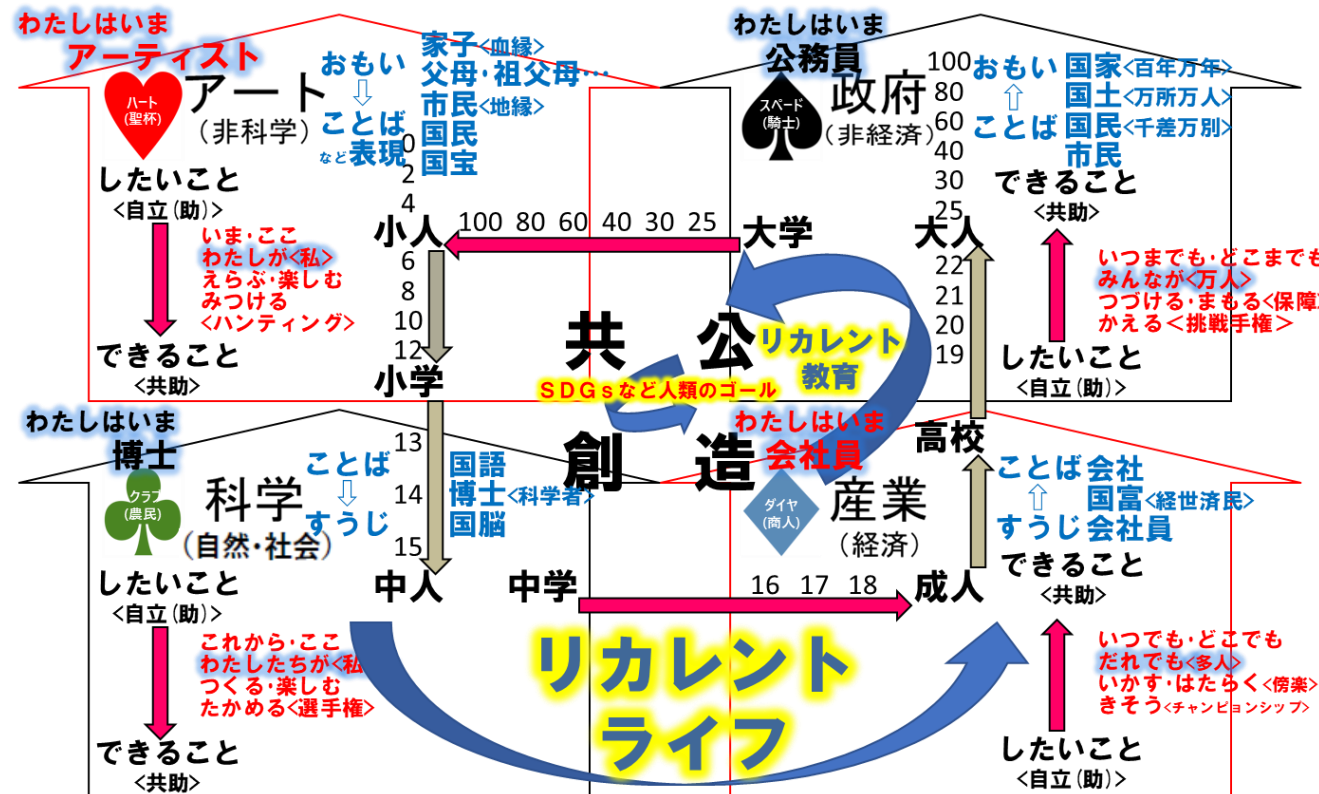 わたしはいま
アーティスト
ハート
(聖杯)
アート
(非科学)
おもい
⇩
ことば
など表現
家子<血縁>
父母・祖父母…
市民<地縁>
国民
国宝
したいこと
<自立(助)>
いま・ここ
わたしが<私>
えらぶ・楽しむ
みつける
<ハンティング>
できること
<共助>
0
2
4
小人
6
8
10
12
小学
100 80 60 40 30 25
大学
わたしはいま
公務員
スペード
(騎士)
政府
(非経済)
100
80
60
40
30
25
大人
22
21
20
19
高校
おもい
⇧
ことば
国家<百年万年>
国土<万所万人>
国民<千差万別>
市民
できること
<共助>
いつまでも・どこまでも
みんなが<万人>
つづける・まもる<保障
かえる<挑戦手権>
したいこと
<自立(助)>
共 公
創 造
SDGsなど人類のゴール
リカレント
教育
わたしはいま
博士
クラブ
(農民)
科学
(自然・社会)
ことば
⇩
すうじ
13
14
15
国語
博士<科学者>
国脳
中人
したいこと
<自立(助)>
これから・ここ
わたしたちが<私
つくる・楽しむ
たかめる<選手権>
できること
<共助>
中学
16 17 18
成人
わたしはいま
会社員
ダイヤ
(商人)
産業
(経済)
ことば
⇧
すうじ
会社
国富<経世済民>
会社員
できること
<共助>
いつでも・どこでも
だれでも<多人>
いかす・はたらく<傍楽>
きそう<チャンピョンシップ>
したいこと
<自立(助)>
リカレント
ライフ